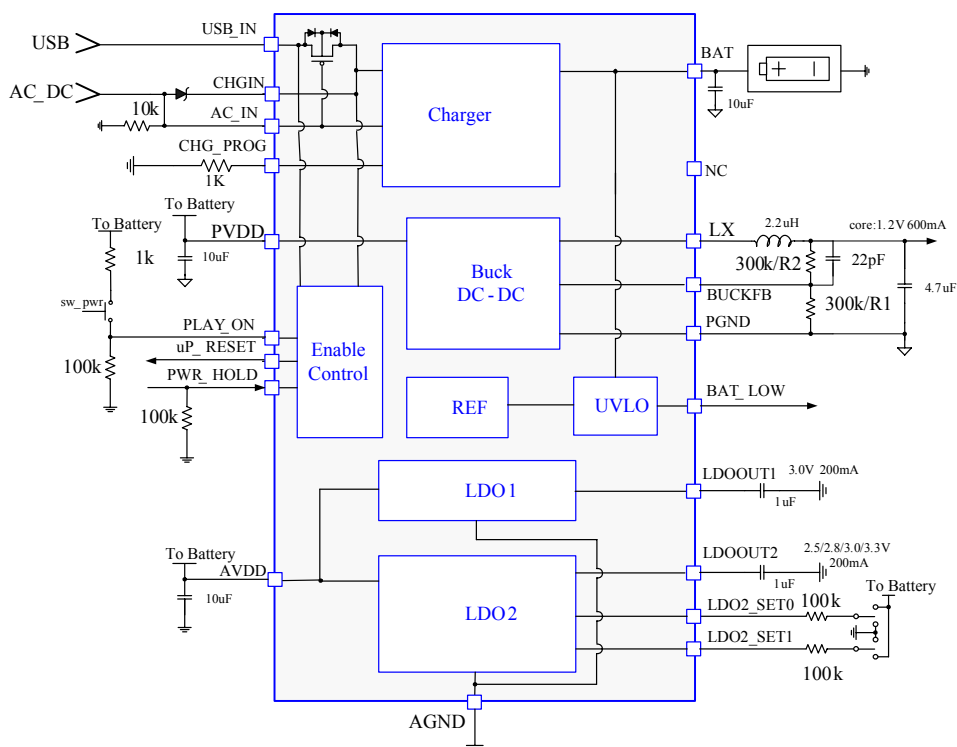 USB
USB_IN
AC_DC
CHGIN
10k
AC_IN
CHG_PROG
1K
Charger
BAT
+ −
10uF
NC
To Battery
To Battery
PVDD
10uF
1k
sw_pwr
PLAY_ON
uP_RESET
100k
PWR_HOLD
100k
Enable
Control
Buck
DC-DC
LX
2.2uH
core:1.2V 600mA
300k/R2
22pF
BUCKFB
300k/R1
4.7uF
PGND
REF
UVLO
BAT_LOW
LDO1
LDOOUT1
3.0V 200mA
1uF
To Battery
AVDD
10uF
LDO2
LDOOUT2
2.5/2.8/3.0/3.3V
200mA
1uF
To Battery
LDO2_SET0
100k
LDO2_SET1
100k
AGND